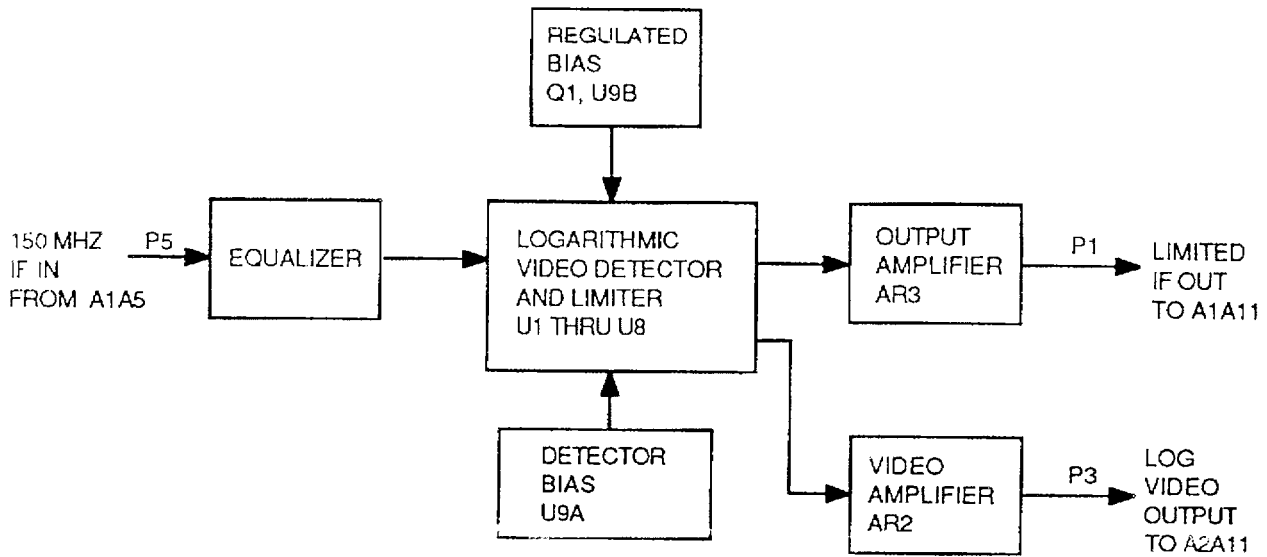 REGULATED
BIAS
Q1, U9B
150 MHZ
IF IN
FROM A1A5
P5
EQUALIZER
LOGARITHMIC
VIDEO DETECTOR
AND LIMITER
U1 THRU U8
OUTPUT
AMPLIFIER
AR3
P1
LIMITED
IF OUT
TO A1A11
DETECTOR
BIAS
U9A
VIDEO
AMPLIFIER
AR2
P3
LOG
VIDEO
OUTPUT
TO A2A11